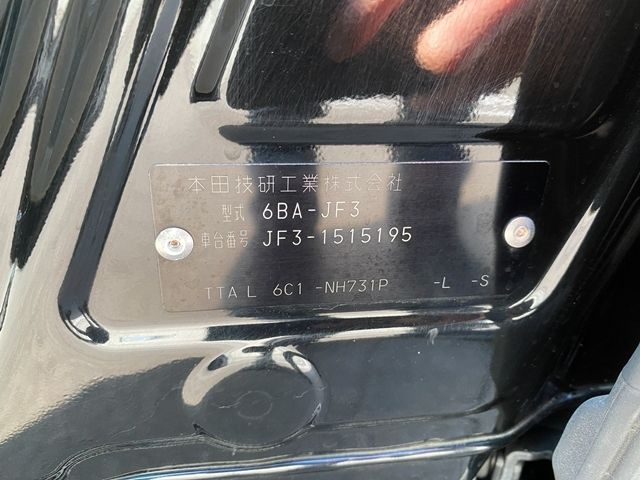 本田技研工業株式会社
型式 6BA-JF3
車台番号 JF3-1515195
TTA L 6C1 -NH731P -L -S